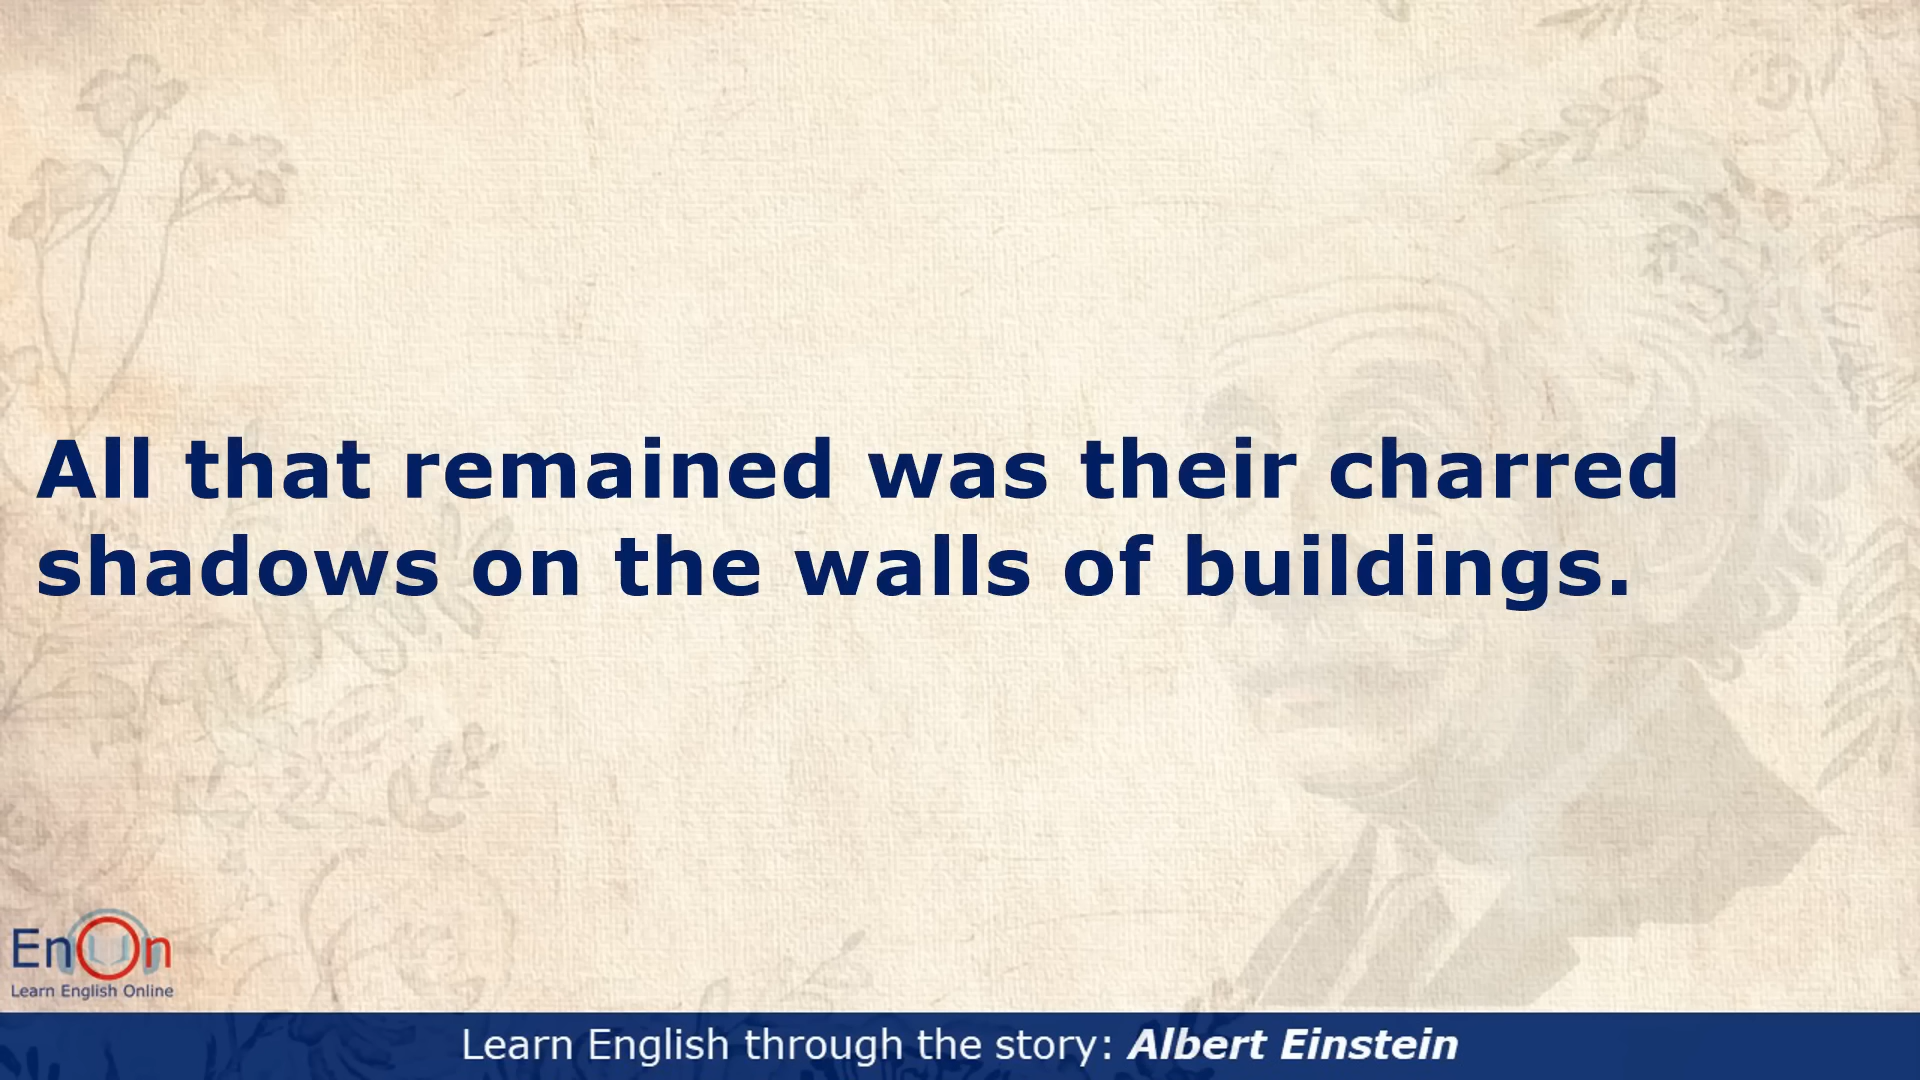 All that remained was their charred
shadows on the walls of buildings.
EnOn
Learn English Online
Learn English through the story: Albert Einstein